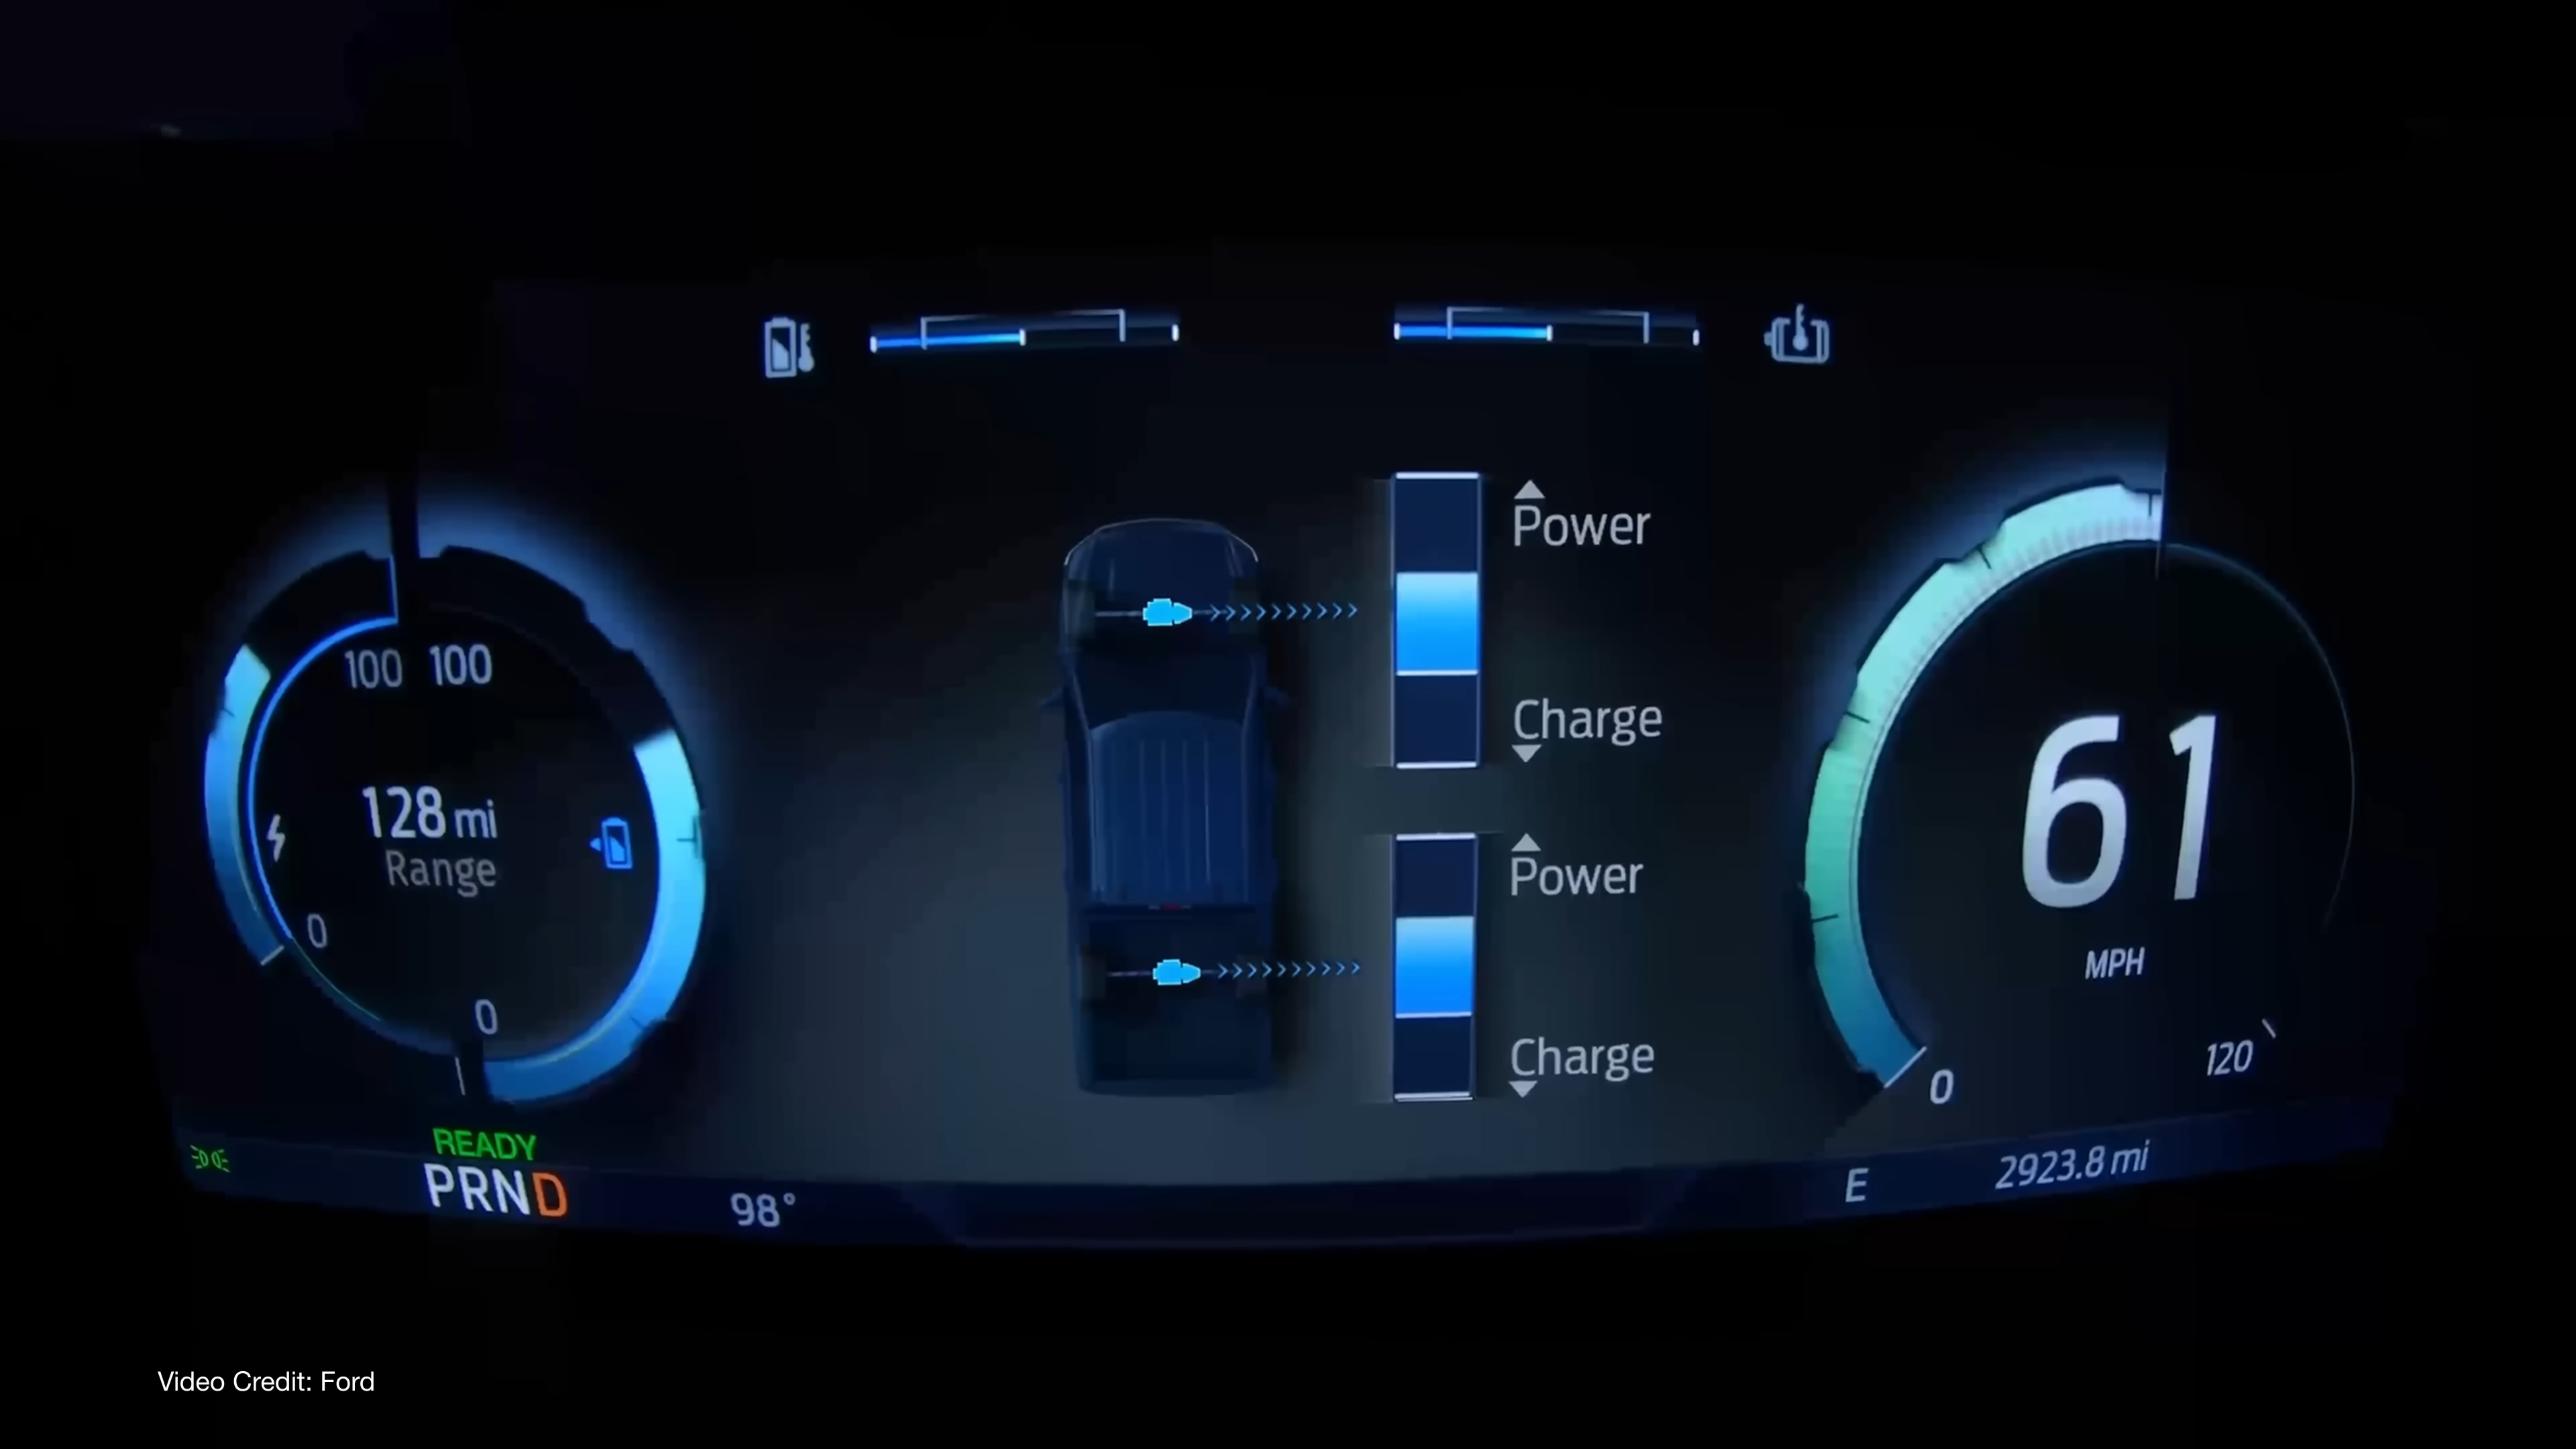 Power
100 100
Charge
128 mi
Range
61
Power
0
MPH
0
Charge
0
120
READY
PRND
98°
E
2923.8 mi
Video Credit: Ford